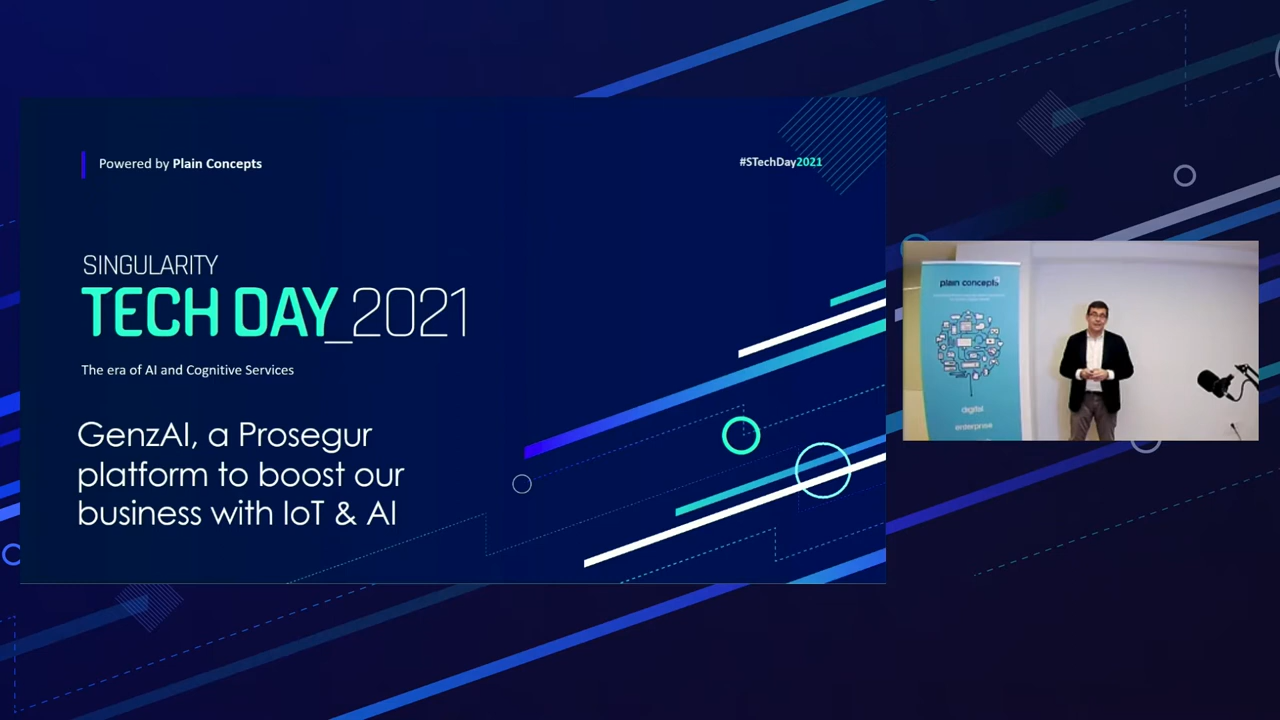 Powered by Plain Concepts
#STechDay2021
SINGULARITY
TECH DAY_2021
The era of AI and Cognitive Services
GenzAI, a Prosegur
platform to boost our
business with IoT & AI
plain concepts
digital
enterprise